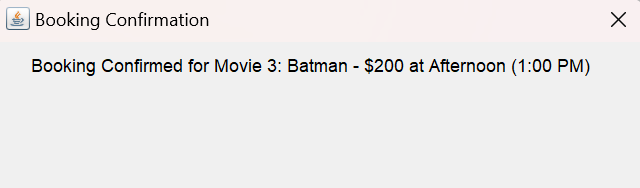 Booking Confirmation
Booking Confirmed for Movie 3: Batman - $200 at Afternoon (1:00 PM)